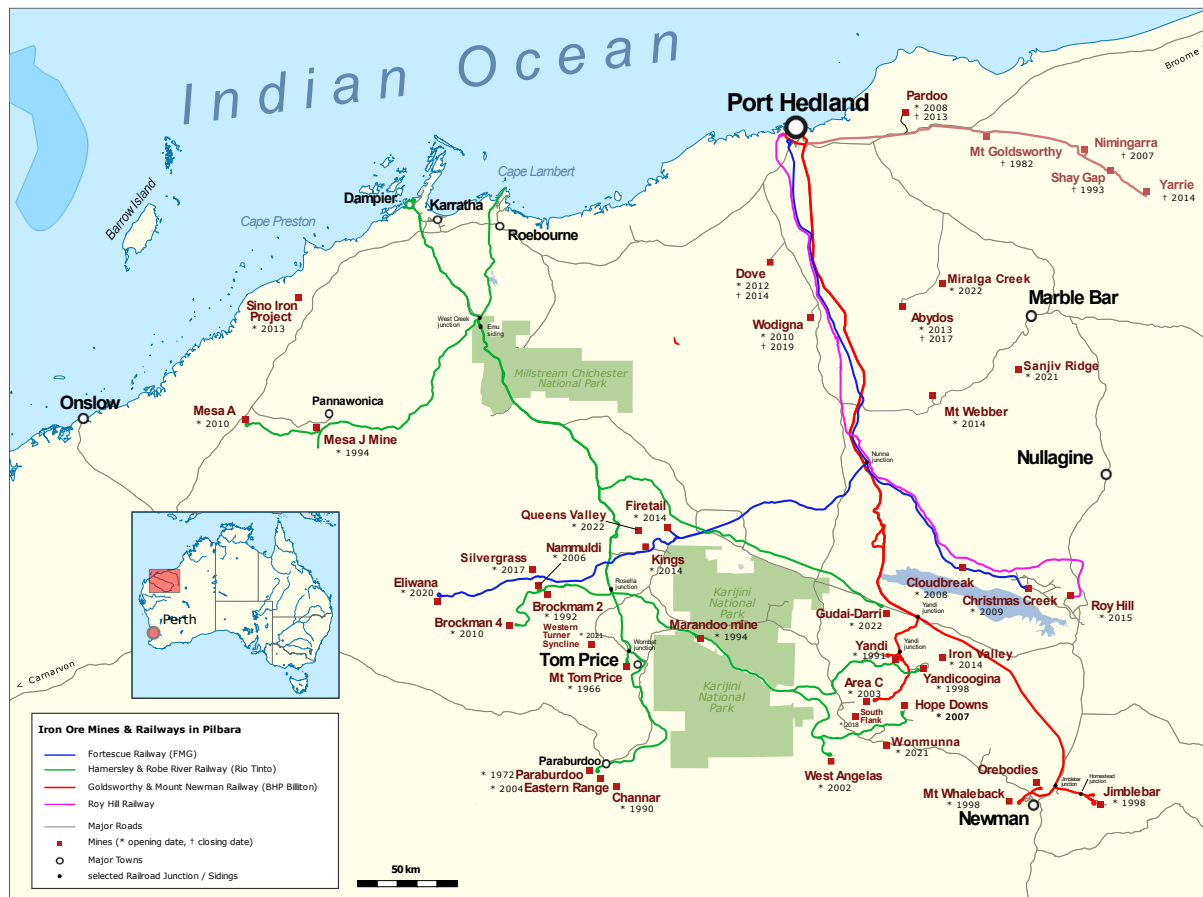 Indian Ocean
Broome >
Port Hedland
Pardoo
* 2008
† 2013
Mt Goldsworthy
† 1982
Nimingarra
† 2007
Shay Gap
† 1993
Yarrie
† 2014
Barrow Island
Cape Preston
Cape Lambert
Dampier
Karratha
Roebourne
Dove
* 2012
† 2014
Miralga Creek
* 2022
Marble Bar
Sino Iron
Project
* 2013
West Creek
junction
Emu
siding
Wodigna
* 2010
† 2019
Abydos
* 2013
† 2017
Millstream Chichester
National Park
Sanjiv Ridge
* 2021
Onslow
Mesa A
* 2010
Pannawonica
Mesa J Mine
* 1994
Mt Webber
* 2014
Nunna
junction
Nullagine
Queens Valley
* 2022
Firetail
* 2014
Silvergrass
* 2017
Nammuldi
* 2006
Kings
* 2014
Eliwana
* 2020
Rosella
junction
Brockman 4
* 2010
Brockmam 2
* 1992
Western
Turner
Syncline
* 2021
Karijini
National
Park
Marandoo mine
* 1994
Cloudbreak
* 2008
Christmas Creek
* 2009
Roy Hill
* 2015
Gudai-Darri
* 2022
Yandi
junction
Perth
Tom Price
Wombat
junction
Mt Tom Price
* 1966
Yandi
* 1991
Yandi
junction
Iron Valley
* 2014
Yandicoogina
* 1998
Karijini
National
Park
Area C
* 2003
South
Flank
* 2018
Hope Downs
* 2007
Wonmunna
* 2021
< Carnarvon
Paraburdoo
* 1972
Paraburdoo
* 2004
Eastern Range
Channar
* 1990
West Angelas
* 2002
Orebodies
Mt Whaleback
* 1998
Newman
Jimblebar
junction
Homestead
junction
Jimblebar
* 1998
Iron Ore Mines & Railways in Pilbara
Fortescue Railway (FMG)
Hamersley & Robe River Railway (Rio Tinto)
Goldsworthy & Mount Newman Railway (BHP Billiton)
Roy Hill Railway
Major Roads
Mines (* opening date, † closing date)
Major Towns
selected Railroad Junction / Sidings
50 km